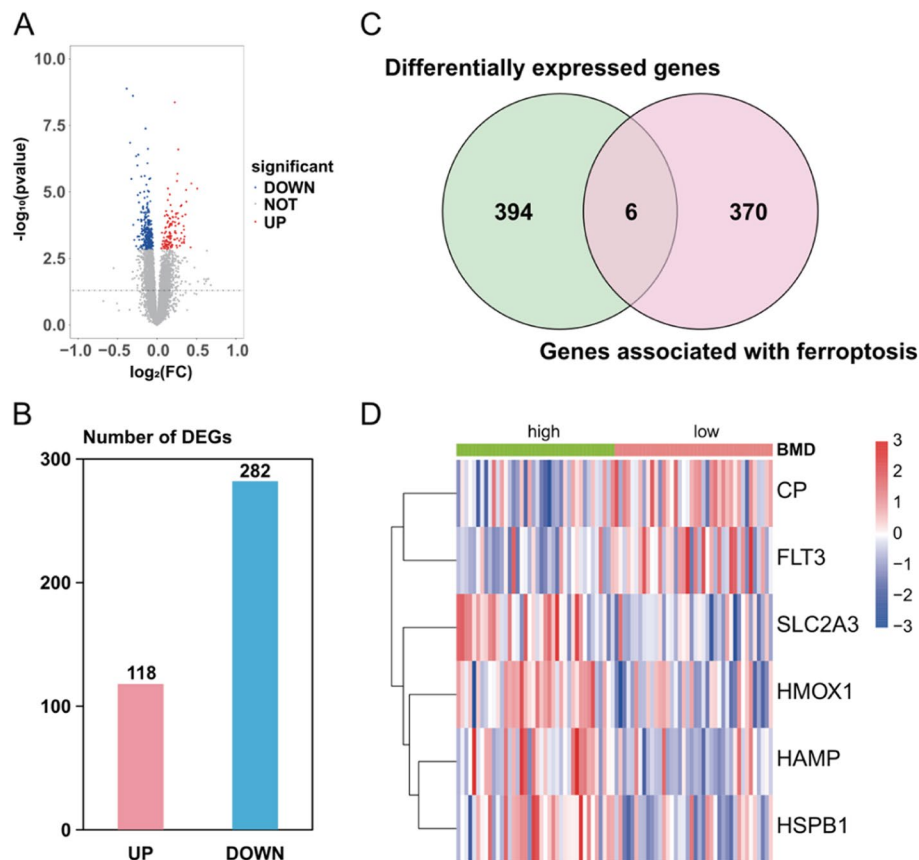 A
10.0
7.5
5.0
2.5
0.0
-log₁₀(pvalue)
−1.0 −0.5 0.0 0.5 1.0
log₂(FC)
significant
DOWN
NOT
UP
B
Number of DEGs
300
200
100
0
118
282
UP DOWN
C
Differentially expressed genes
394 6 370
Genes associated with ferroptosis
D
high low
BMD
CP
FLT3
SLC2A3
HMOX1
HAMP
HSPB1
3
2
1
0
−1
−2
−3